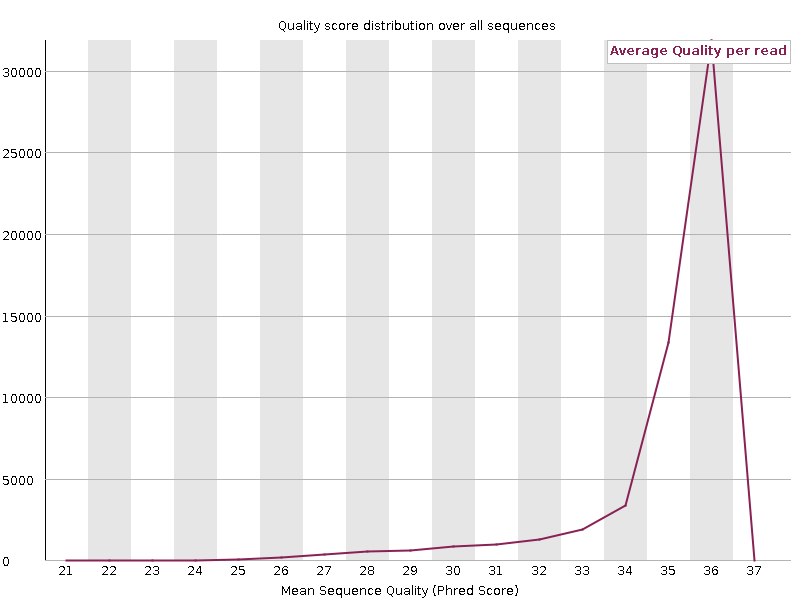 Quality score distribution over all sequences
Average Quality per read
30000
25000
20000
15000
10000
5000
0
21 22 23 24 25 26 27 28 29 30 31 32 33 34 35 36 37
Mean Sequence Quality (Phred Score)